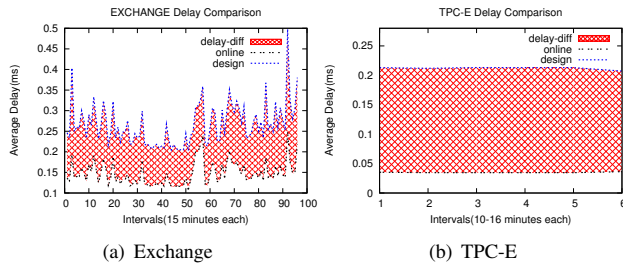 EXCHANGE Delay Comparison
0.5
0.45
0.4
0.35
0.3
0.25
0.2
0.15
0.1
Average Delay(ms)
delay-diff
online
design
0 10 20 30 40 50 60 70 80 90 100
Intervals(15 minutes each)
(a) Exchange
TPC-E Delay Comparison
0.25
0.2
0.15
0.1
0.05
0
Average Delay(ms)
delay-diff
online
design
1 2 3 4 5 6
Intervals(10-16 minutes each)
(b) TPC-E